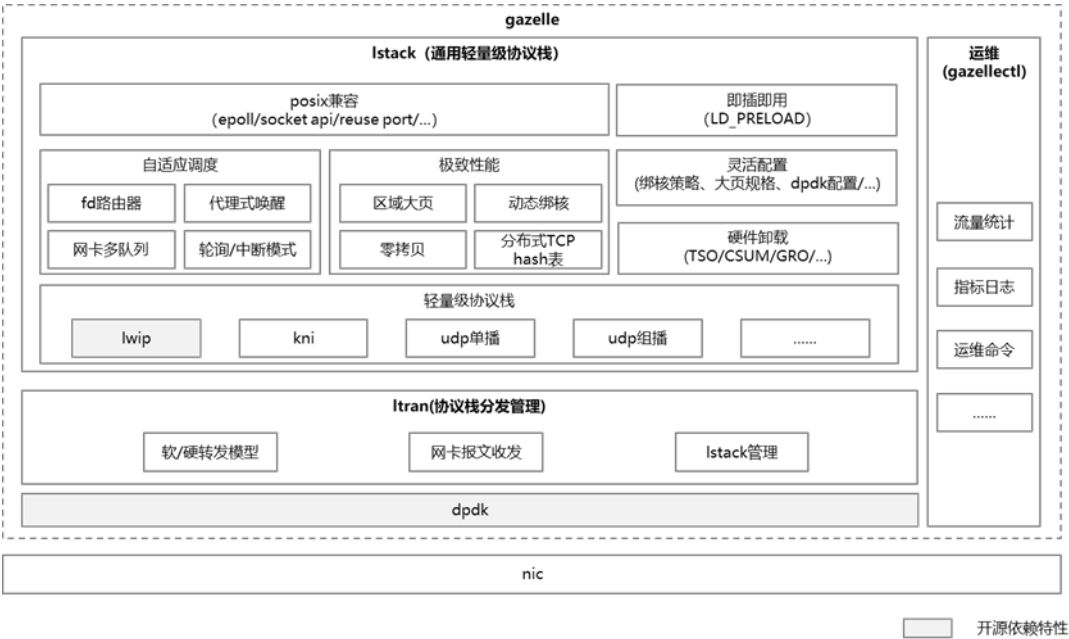 gazelle
lstack（通用轻量级协议栈）
posix兼容
（epoll/socket api/reuse port/…）
即插即用
（LD_PRELOAD）
自适应调度
fd路由器
代理式唤醒
网卡多队列
轮询/中断模式
极致性能
区域大页
动态绑核
零拷贝
分布式TCP
hash表
灵活配置
(绑核策略、大页规格、dpdk配置/…)
硬件卸载
(TSO/CSUM/GRO/…)
轻量级协议栈
lwip
kni
udp单播
udp组播
......
ltran(协议栈分发管理)
软/硬转发模型
网卡报文收发
lstack管理
dpdk
运维
(gazellectl)
流量统计
指标日志
运维命令
......
nic
开源依赖特性